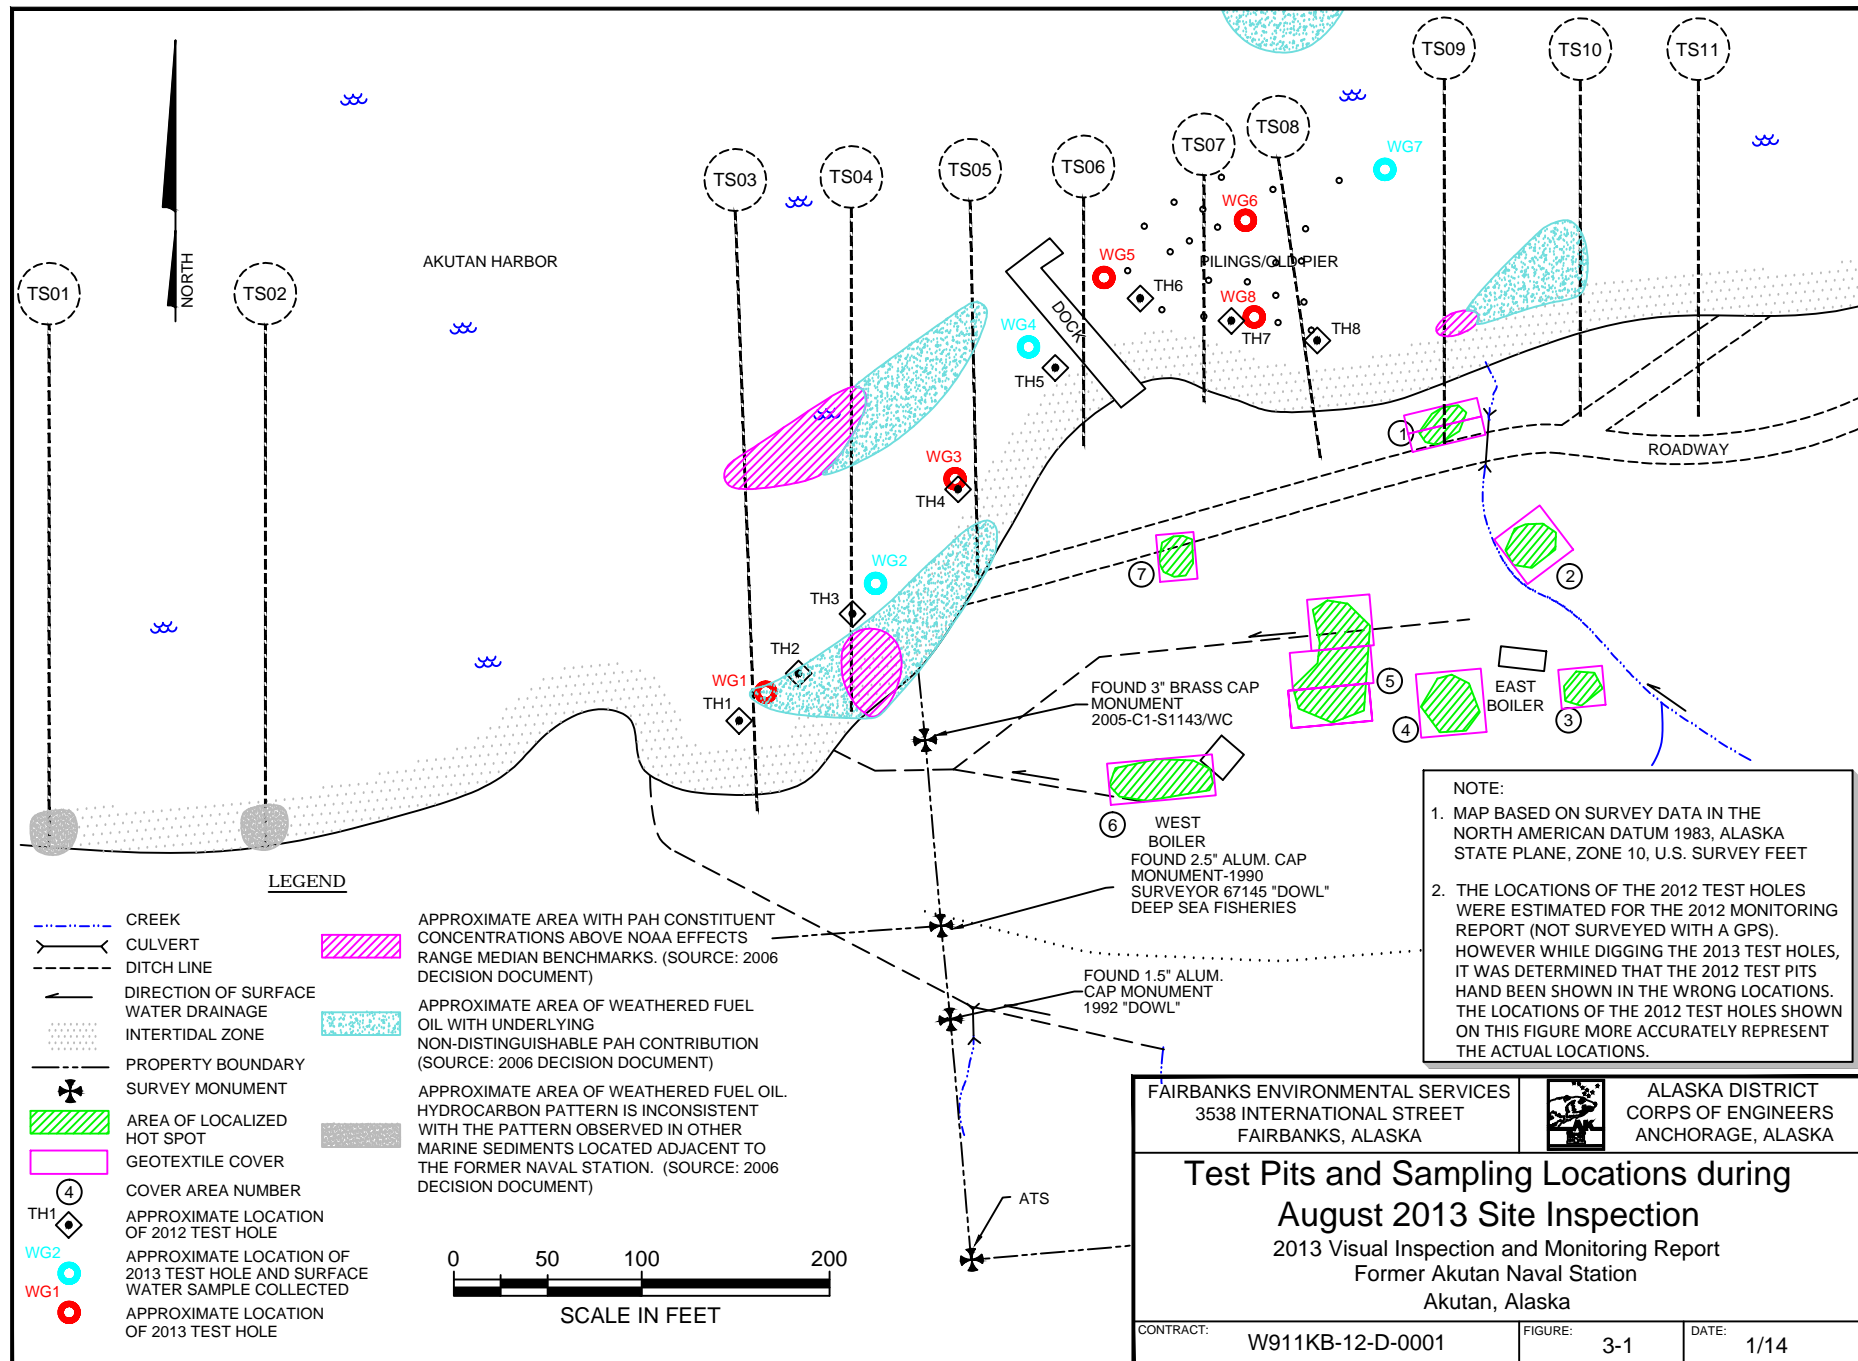 TS01
TS02
TS03
TS04
TS05
TS06
TS07
TS08
TS09
TS10
TS11
NORTH
AKUTAN HARBOR
DOCK
PILINGS/OLD PIER
WG7
WG6
WG5
WG8
WG4
WG3
WG2
WG1
TH6
TH7
TH8
TH5
TH4
TH3
TH2
TH1
ROADWAY
1
2
3
4
5
6
7
EAST
BOILER
WEST
BOILER
FOUND 3" BRASS CAP
MONUMENT
2005-C1-S1143/WC
FOUND 2.5" ALUM. CAP
MONUMENT-1990
SURVEYOR 67145 "DOWL"
DEEP SEA FISHERIES
FOUND 1.5" ALUM.
CAP MONUMENT
1992 "DOWL"
ATS
NOTE:
1. MAP BASED ON SURVEY DATA IN THE
NORTH AMERICAN DATUM 1983, ALASKA
STATE PLANE, ZONE 10, U.S. SURVEY FEET
2. THE LOCATIONS OF THE 2012 TEST HOLES
WERE ESTIMATED FOR THE 2012 MONITORING
REPORT (NOT SURVEYED WITH A GPS).
HOWEVER WHILE DIGGING THE 2013 TEST HOLES,
IT WAS DETERMINED THAT THE 2012 TEST PITS
HAND BEEN SHOWN IN THE WRONG LOCATIONS.
THE LOCATIONS OF THE 2012 TEST HOLES SHOWN
ON THIS FIGURE MORE ACCURATELY REPRESENT
THE ACTUAL LOCATIONS.
LEGEND
CREEK
CULVERT
DITCH LINE
DIRECTION OF SURFACE
WATER DRAINAGE
INTERTIDAL ZONE
PROPERTY BOUNDARY
SURVEY MONUMENT
AREA OF LOCALIZED
HOT SPOT
GEOTEXTILE COVER
4
COVER AREA NUMBER
TH1
APPROXIMATE LOCATION
OF 2012 TEST HOLE
WG2
APPROXIMATE LOCATION OF
2013 TEST HOLE AND SURFACE
WATER SAMPLE COLLECTED
WG1
APPROXIMATE LOCATION
OF 2013 TEST HOLE
APPROXIMATE AREA WITH PAH CONSTITUENT
CONCENTRATIONS ABOVE NOAA EFFECTS
RANGE MEDIAN BENCHMARKS. (SOURCE: 2006
DECISION DOCUMENT)
APPROXIMATE AREA OF WEATHERED FUEL
OIL WITH UNDERLYING
NON-DISTINGUISHABLE PAH CONTRIBUTION
(SOURCE: 2006 DECISION DOCUMENT)
APPROXIMATE AREA OF WEATHERED FUEL OIL.
HYDROCARBON PATTERN IS INCONSISTENT
WITH THE PATTERN OBSERVED IN OTHER
MARINE SEDIMENTS LOCATED ADJACENT TO
THE FORMER NAVAL STATION. (SOURCE: 2006
DECISION DOCUMENT)
0 50 100 200
SCALE IN FEET
FAIRBANKS ENVIRONMENTAL SERVICES
3538 INTERNATIONAL STREET
FAIRBANKS, ALASKA
AK
ALASKA DISTRICT
CORPS OF ENGINEERS
ANCHORAGE, ALASKA
Test Pits and Sampling Locations during
August 2013 Site Inspection
2013 Visual Inspection and Monitoring Report
Former Akutan Naval Station
Akutan, Alaska
CONTRACT: W911KB-12-D-0001
FIGURE: 3-1
DATE: 1/14